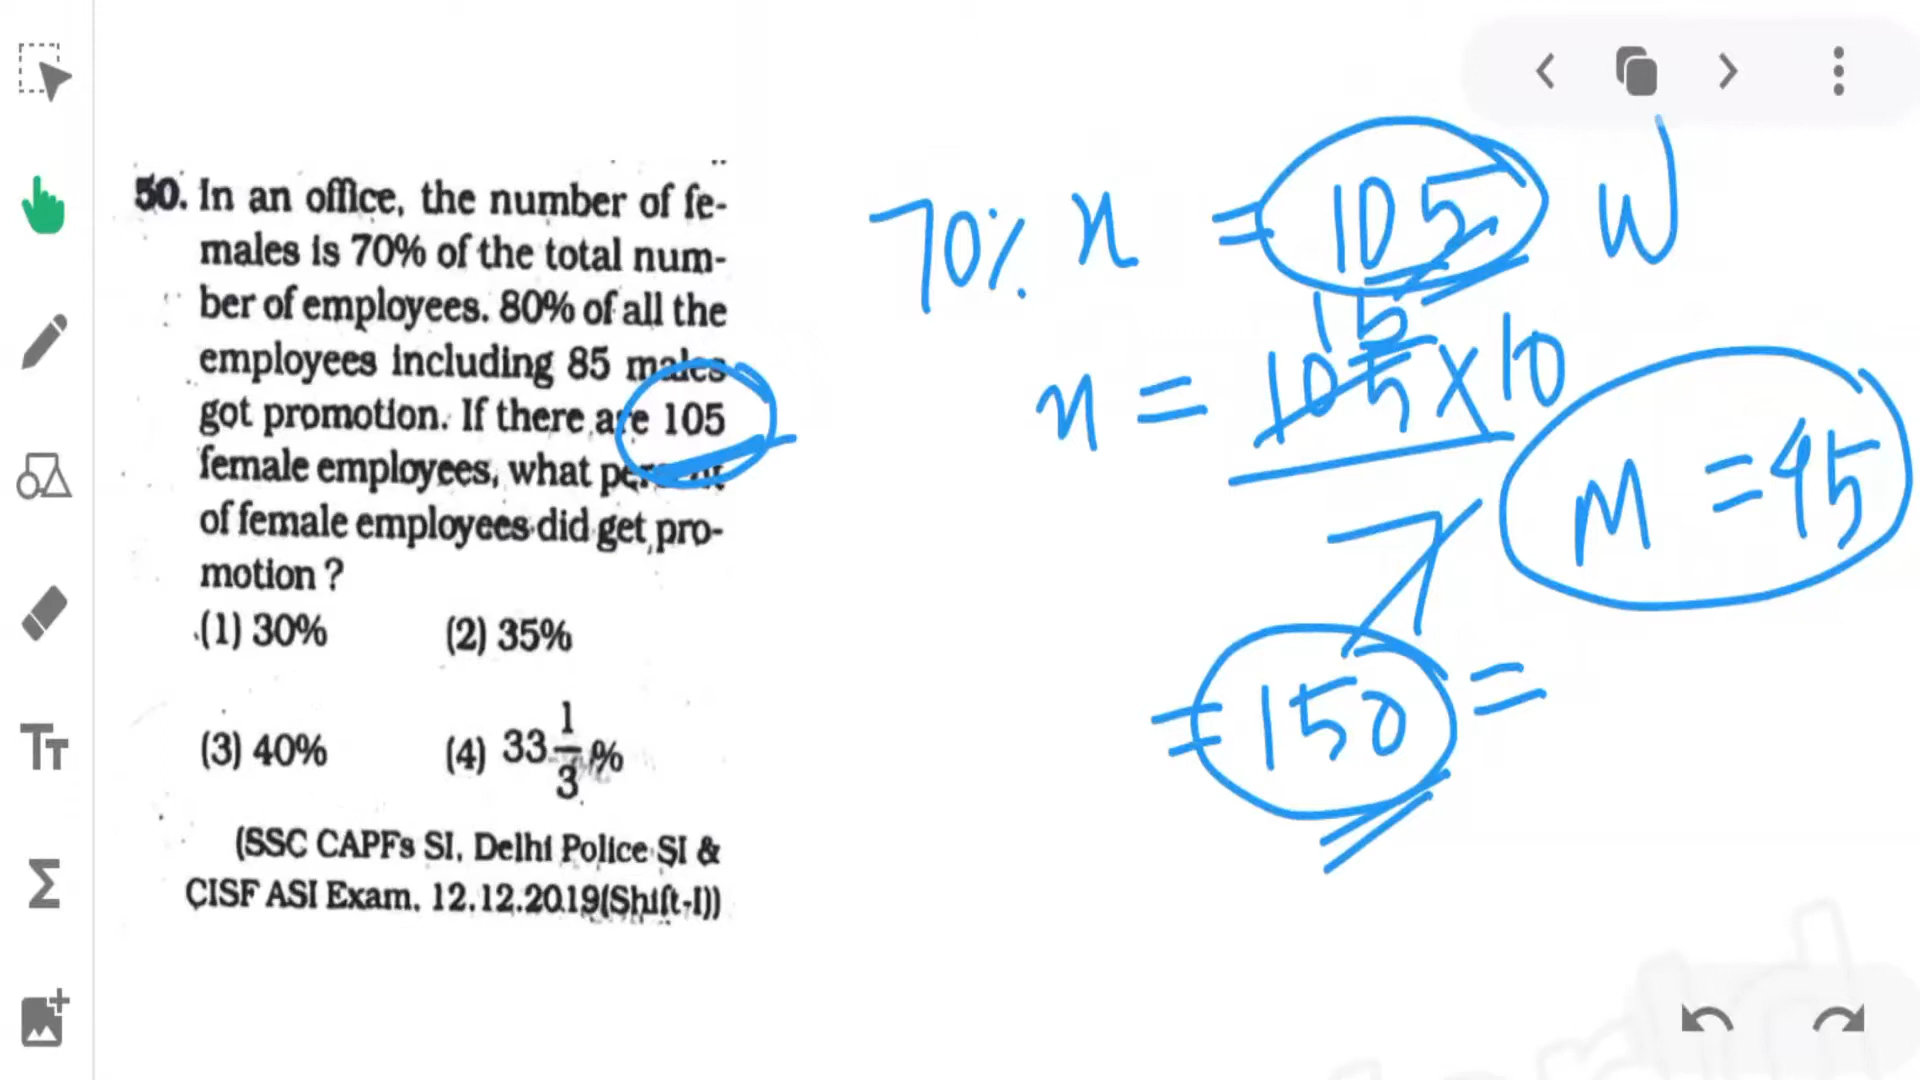 50. In an office, the number of fe-
males is 70% of the total num-
ber of employees. 80% of all the
employees including 85 males
got promotion. If there are 105
female employees, what percent
of female employees did get pro-
motion ?
(1) 30% (2) 35%
(3) 40% (4) 33 1/3 %
(SSC CAPFs SI, Delhi Police SI &
CISF ASI Exam. 12.12.2019(Shift-I))
70% x = 105 W
15
x = 105 × 10
7
M = 45
= 150 =
TT
Σ